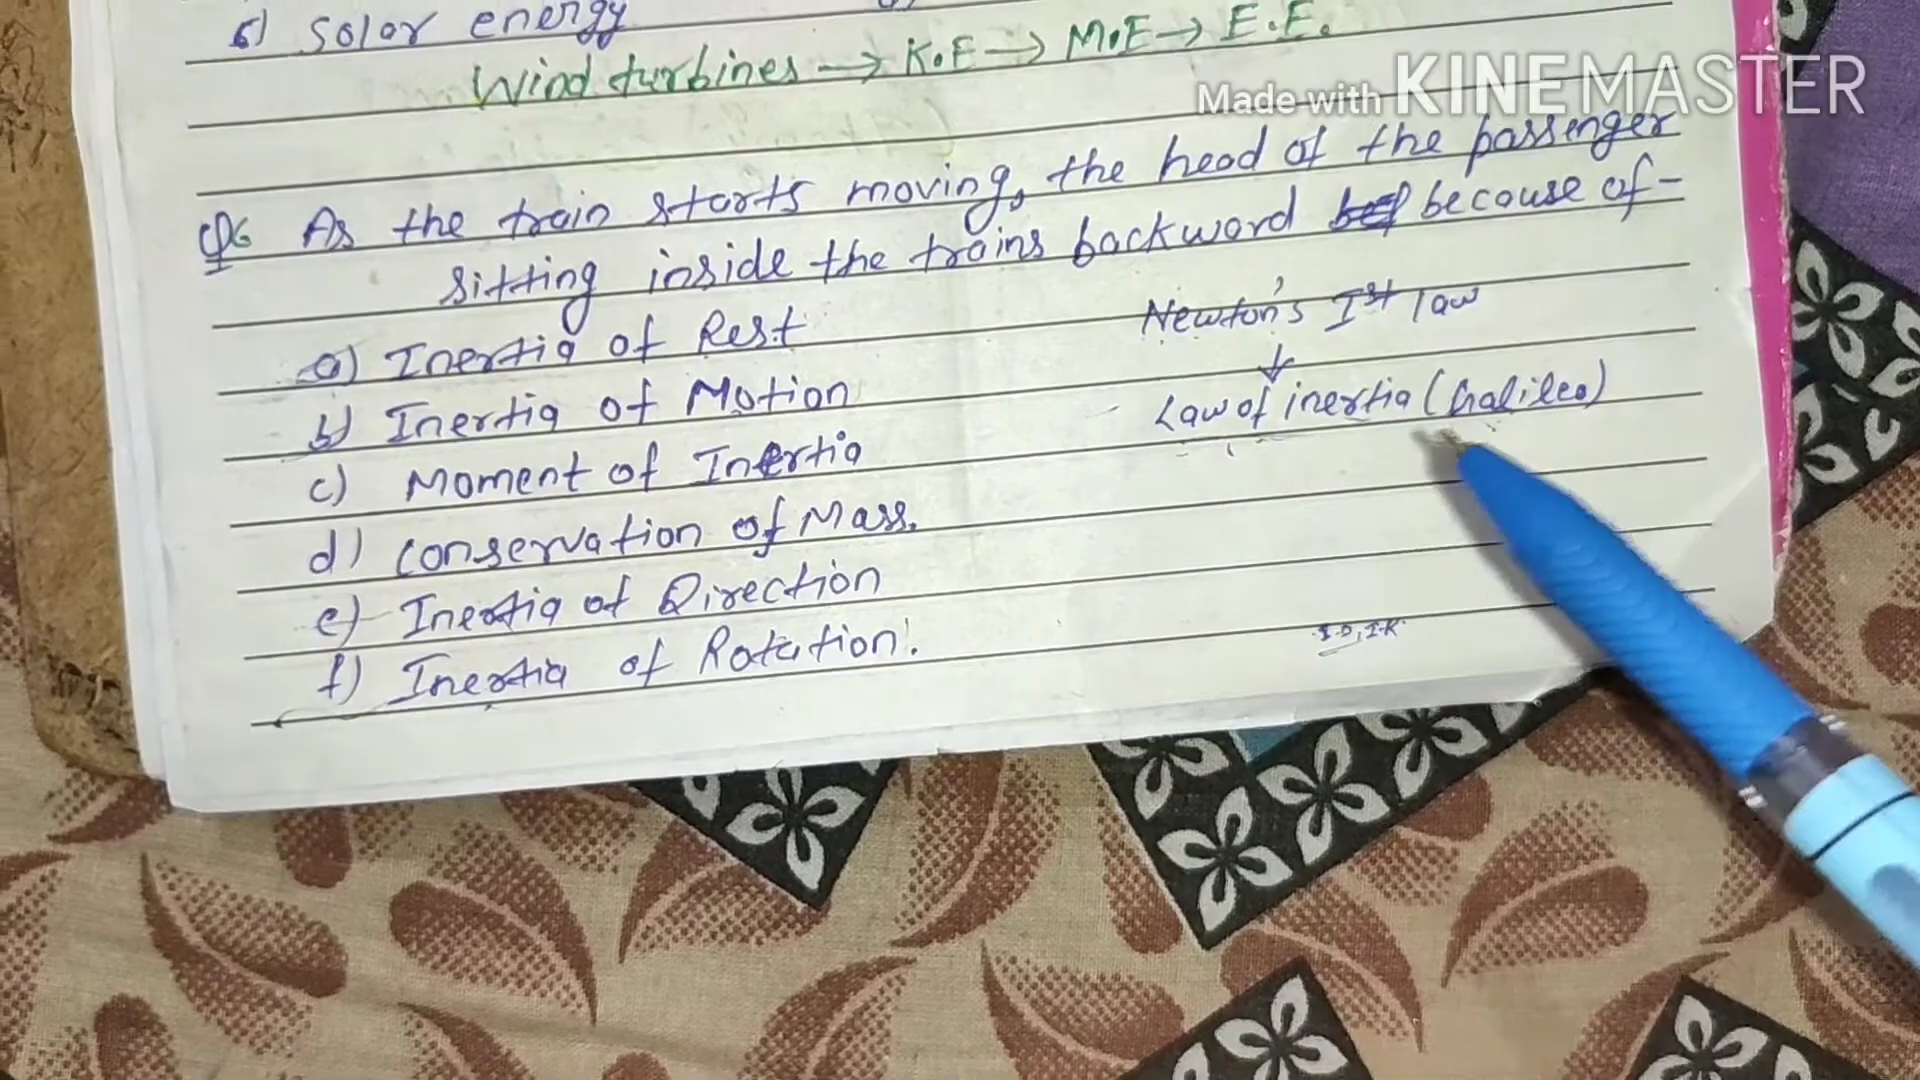 5) Solar energy
Wind turbines → K.E → M.E → E.E.
Made with KINEMASTER
Q6 As the train starts moving, the head of the passenger
sitting inside the trains backward because of-
a) Inertia of Rest
Newton's Ist law
↓
b) Inertia of Motion
Law of inertia (Galileo)
c) Moment of Inertia
d) Conservation of Mass.
e) Inertia of Direction
f) Inertia of Rotation.